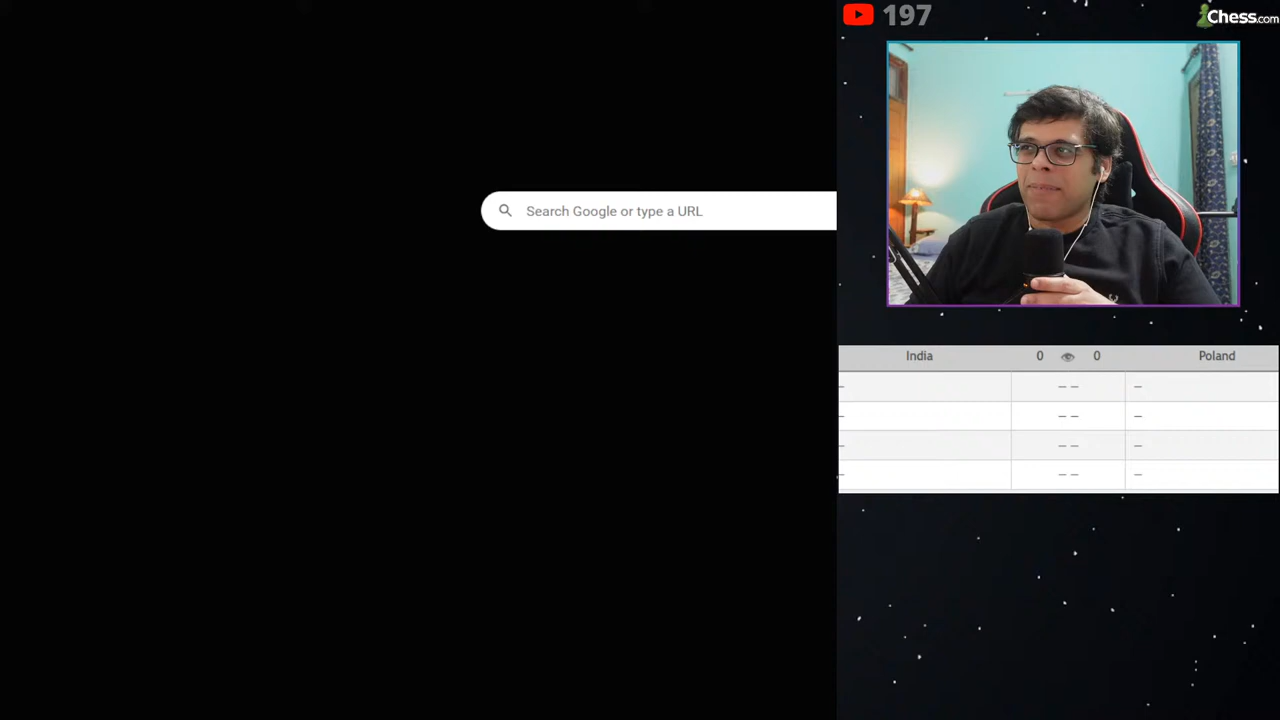 197
Chess.com
Search Google or type a URL
India 0 0 Poland
– – – –
– – – –
– – – –
– – – –